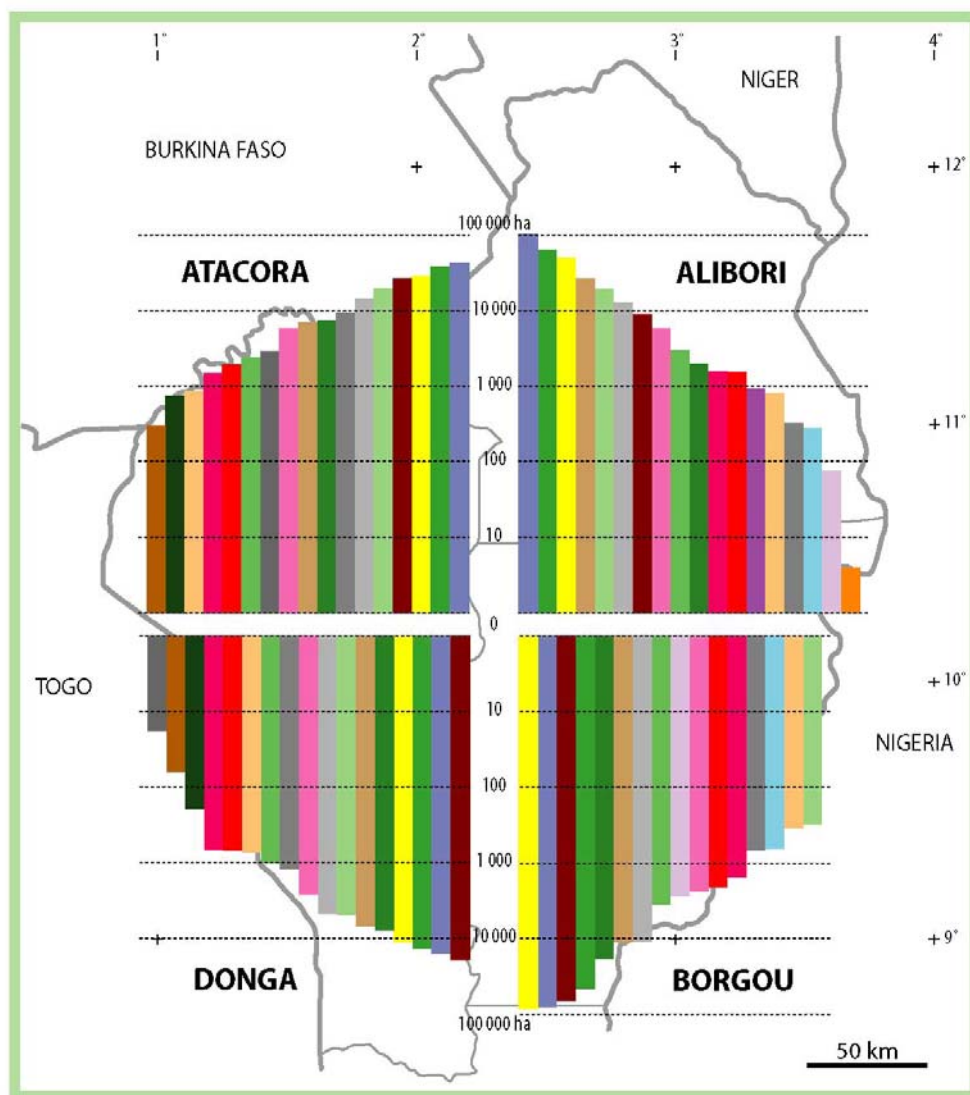 1° 2° 3° 4°
NIGER
BURKINA FASO
+ 12°
100 000 ha
ATACORA ALIBORI
10 000
1 000
+ 11°
100
10
0
TOGO + 10°
10
NIGERIA
100
1 000
10 000 + 9°
DONGA BORGOU
100 000 ha
50 km